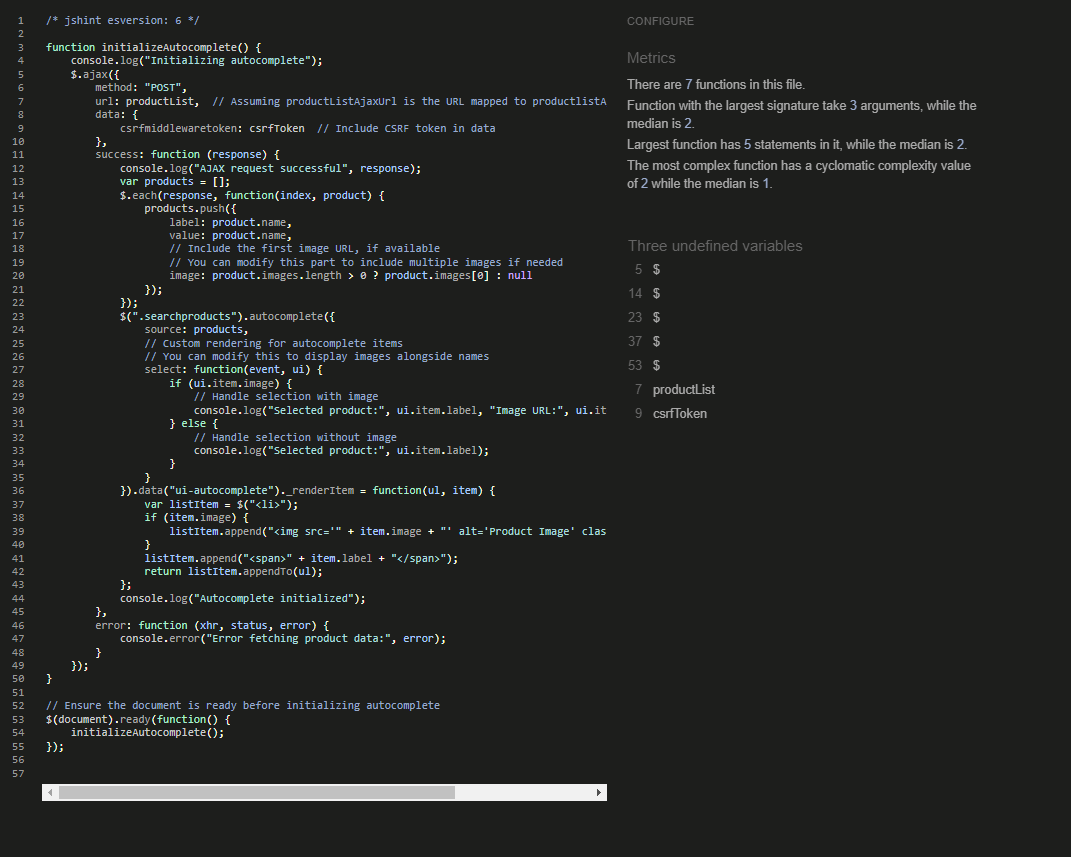 1 /* jshint esversion: 6 */
2
3 function initializeAutocomplete() {
4 console.log("Initializing autocomplete");
5 $.ajax({
6 method: "POST",
7 url: productList,  // Assuming productListAjaxUrl is the URL mapped to productlistA
8 data: {
9 csrfmiddlewaretoken: csrfToken  // Include CSRF token in data
10 },
11 success: function (response) {
12 console.log("AJAX request successful", response);
13 var products = [];
14 $.each(response, function(index, product) {
15 products.push({
16 label: product.name,
17 value: product.name,
18 // Include the first image URL, if available
19 // You can modify this part to include multiple images if needed
20 image: product.images.length > 0 ? product.images[0] : null
21 });
22 });
23 $(".searchproducts").autocomplete({
24 source: products,
25 // Custom rendering for autocomplete items
26 // You can modify this to display images alongside names
27 select: function(event, ui) {
28 if (ui.item.image) {
29 // Handle selection with image
30 console.log("Selected product:", ui.item.label, "Image URL:", ui.it
31 } else {
32 // Handle selection without image
33 console.log("Selected product:", ui.item.label);
34 }
35 }
36 }).data("ui-autocomplete")._renderItem = function(ul, item) {
37 var listItem = $("<li>");
38 if (item.image) {
39 listItem.append("<img src='" + item.image + "' alt='Product Image' clas
40 }
41 listItem.append("<span>" + item.label + "</span>");
42 return listItem.appendTo(ul);
43 };
44 console.log("Autocomplete initialized");
45 },
46 error: function (xhr, status, error) {
47 console.error("Error fetching product data:", error);
48 }
49 });
50 }
51
52 // Ensure the document is ready before initializing autocomplete
53 $(document).ready(function() {
54 initializeAutocomplete();
55 });
56
57
CONFIGURE
Metrics
There are 7 functions in this file.
Function with the largest signature take 3 arguments, while the
median is 2.
Largest function has 5 statements in it, while the median is 2.
The most complex function has a cyclomatic complexity value
of 2 while the median is 1.
Three undefined variables
5 $
14 $
23 $
37 $
53 $
7 productList
9 csrfToken